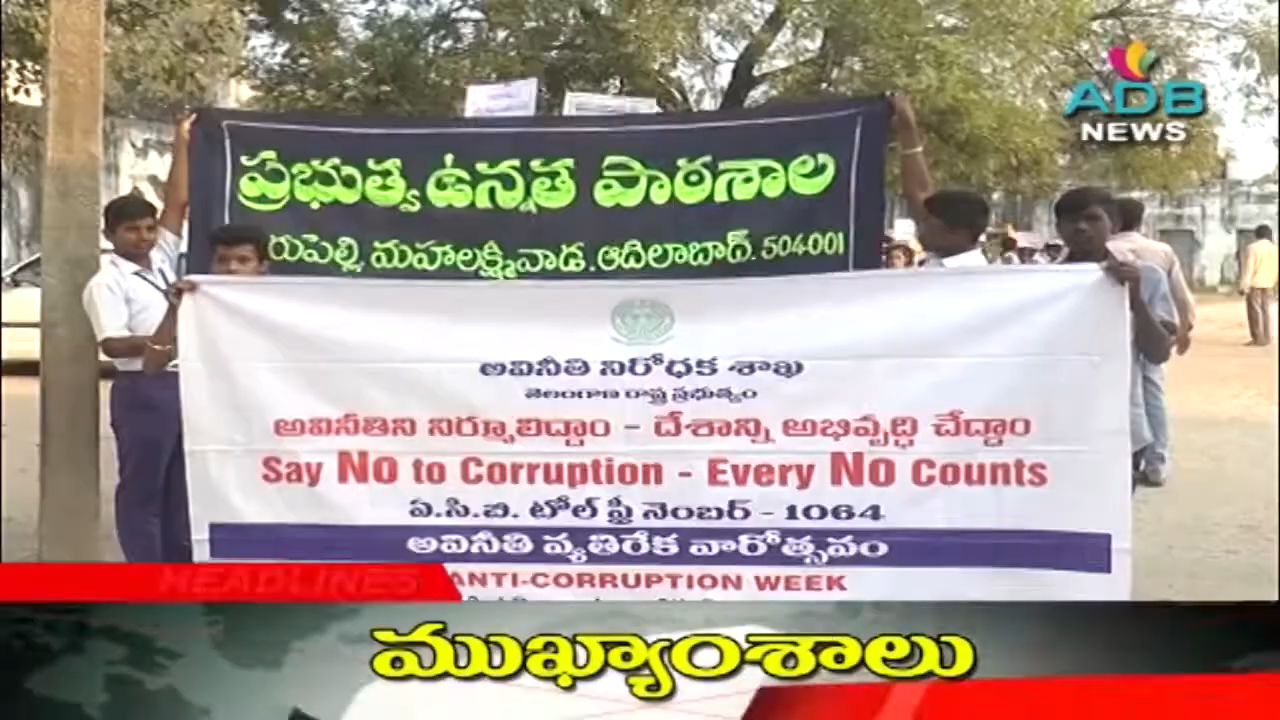 ADB
NEWS
ప్రభుత్వ ఉన్నత పాఠశాల
రుపెల్లి, మహాలక్ష్మివాడ.ఆదిలాబాద్. 504001
అవినీతి నిరోధక శాఖ
తెలంగాణ రాష్ట్ర ప్రభుత్వం
అవినీతిని నిర్మూలిద్దాం - దేశాన్ని అభివృద్ధి చేద్దాం
Say NO to Corruption - Every NO Counts
ఏ.సి.బి. టోల్ ఫ్రీ నెంబర్ - 1064
అవినీతి వ్యతిరేక వారోత్సవం
ANTI-CORRUPTION WEEK
HEADLINES
ముఖ్యాంశాలు